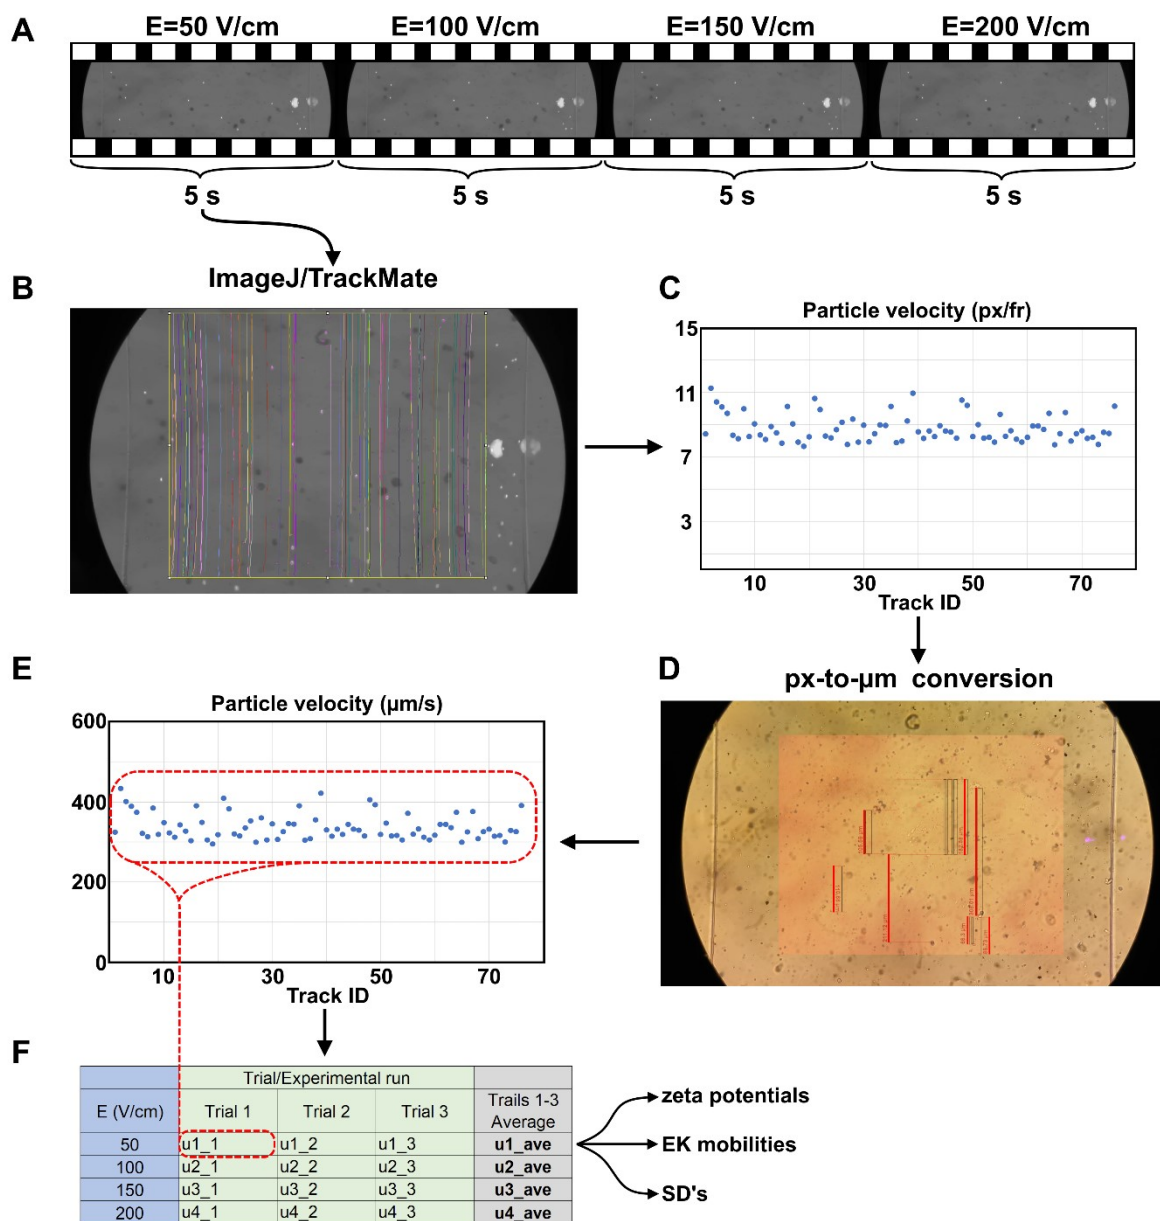 A
E=50 V/cm E=100 V/cm E=150 V/cm E=200 V/cm
5 s 5 s 5 s 5 s
ImageJ/TrackMate
B
C
Particle velocity (px/fr)
15
11
7
3
10 30 50 70
Track ID
D
px-to-µm conversion
E
Particle velocity (µm/s)
600
400
200
0
10 30 50 70
Track ID
F
Trial/Experimental run
E (V/cm) Trial 1 Trial 2 Trial 3 Trails 1-3
Average
50 u1_1 u1_2 u1_3 u1_ave
100 u2_1 u2_2 u2_3 u2_ave
150 u3_1 u3_2 u3_3 u3_ave
200 u4_1 u4_2 u4_3 u4_ave
zeta potentials
EK mobilities
SD's